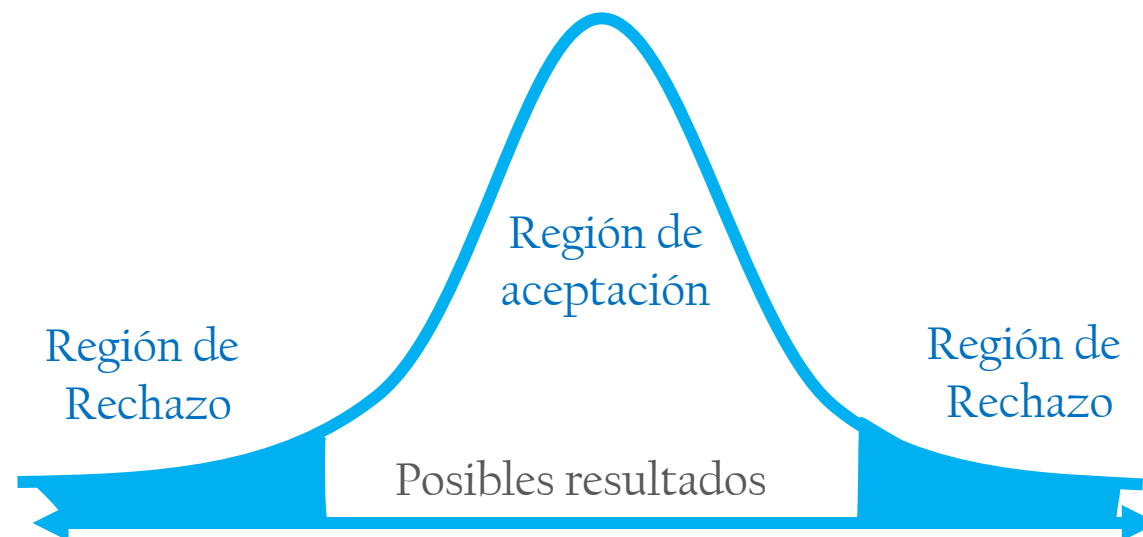 Región de
aceptación
Región de
Rechazo
Región de
Rechazo
Posibles resultados